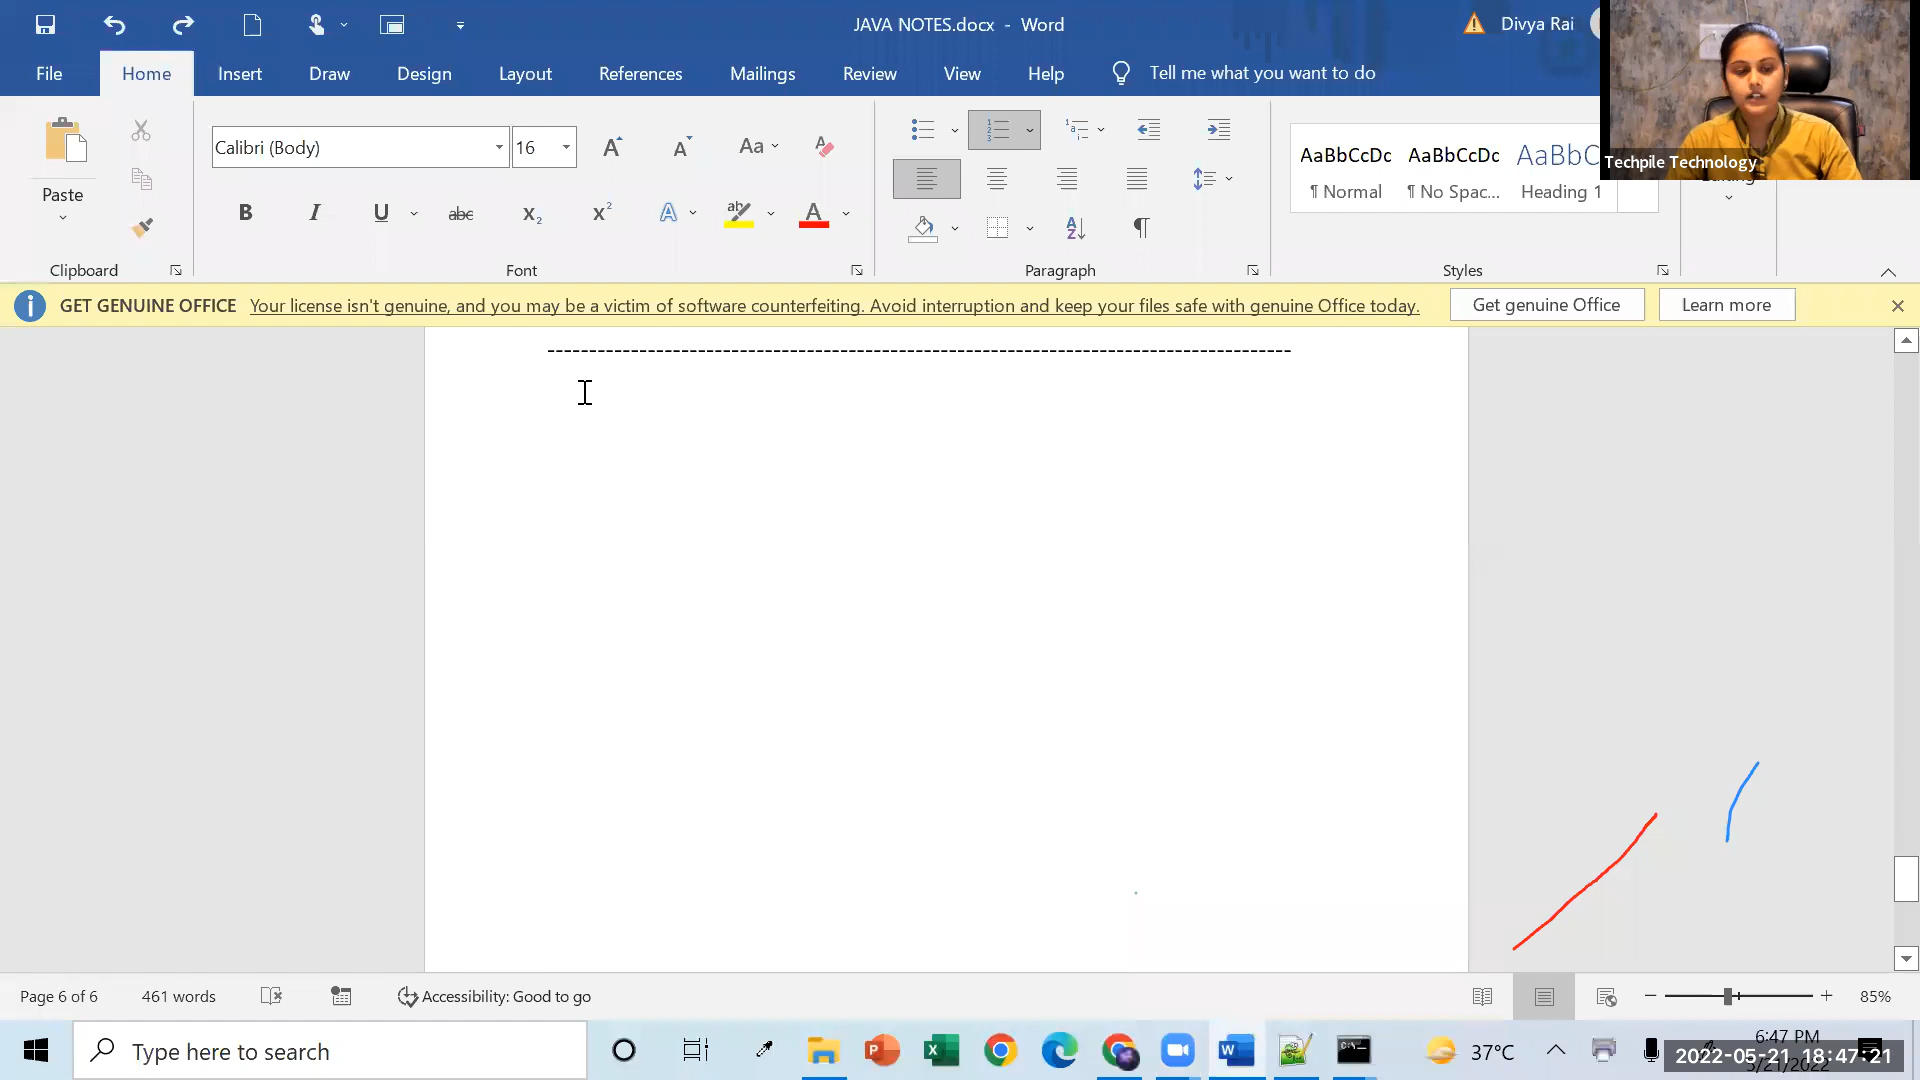 JAVA NOTES.docx - Word
Divya Rai
File Home Insert Draw Design Layout References Mailings Review View Help Tell me what you want to do
Techpile Technology
Paste
Calibri (Body) 16
Aa
B I U abc X2 X2 A ab A
AaBbCcDc AaBbCcDc AaBbC
¶ Normal ¶ No Spac... Heading 1
Clipboard Font Paragraph Styles
GET GENUINE OFFICE Your license isn't genuine, and you may be a victim of software counterfeiting. Avoid interruption and keep your files safe with genuine Office today. Get genuine Office Learn more
Page 6 of 6 461 words Accessibility: Good to go 85%
Type here to search
37°C
6:47 PM
2022-05-21 18:47:21